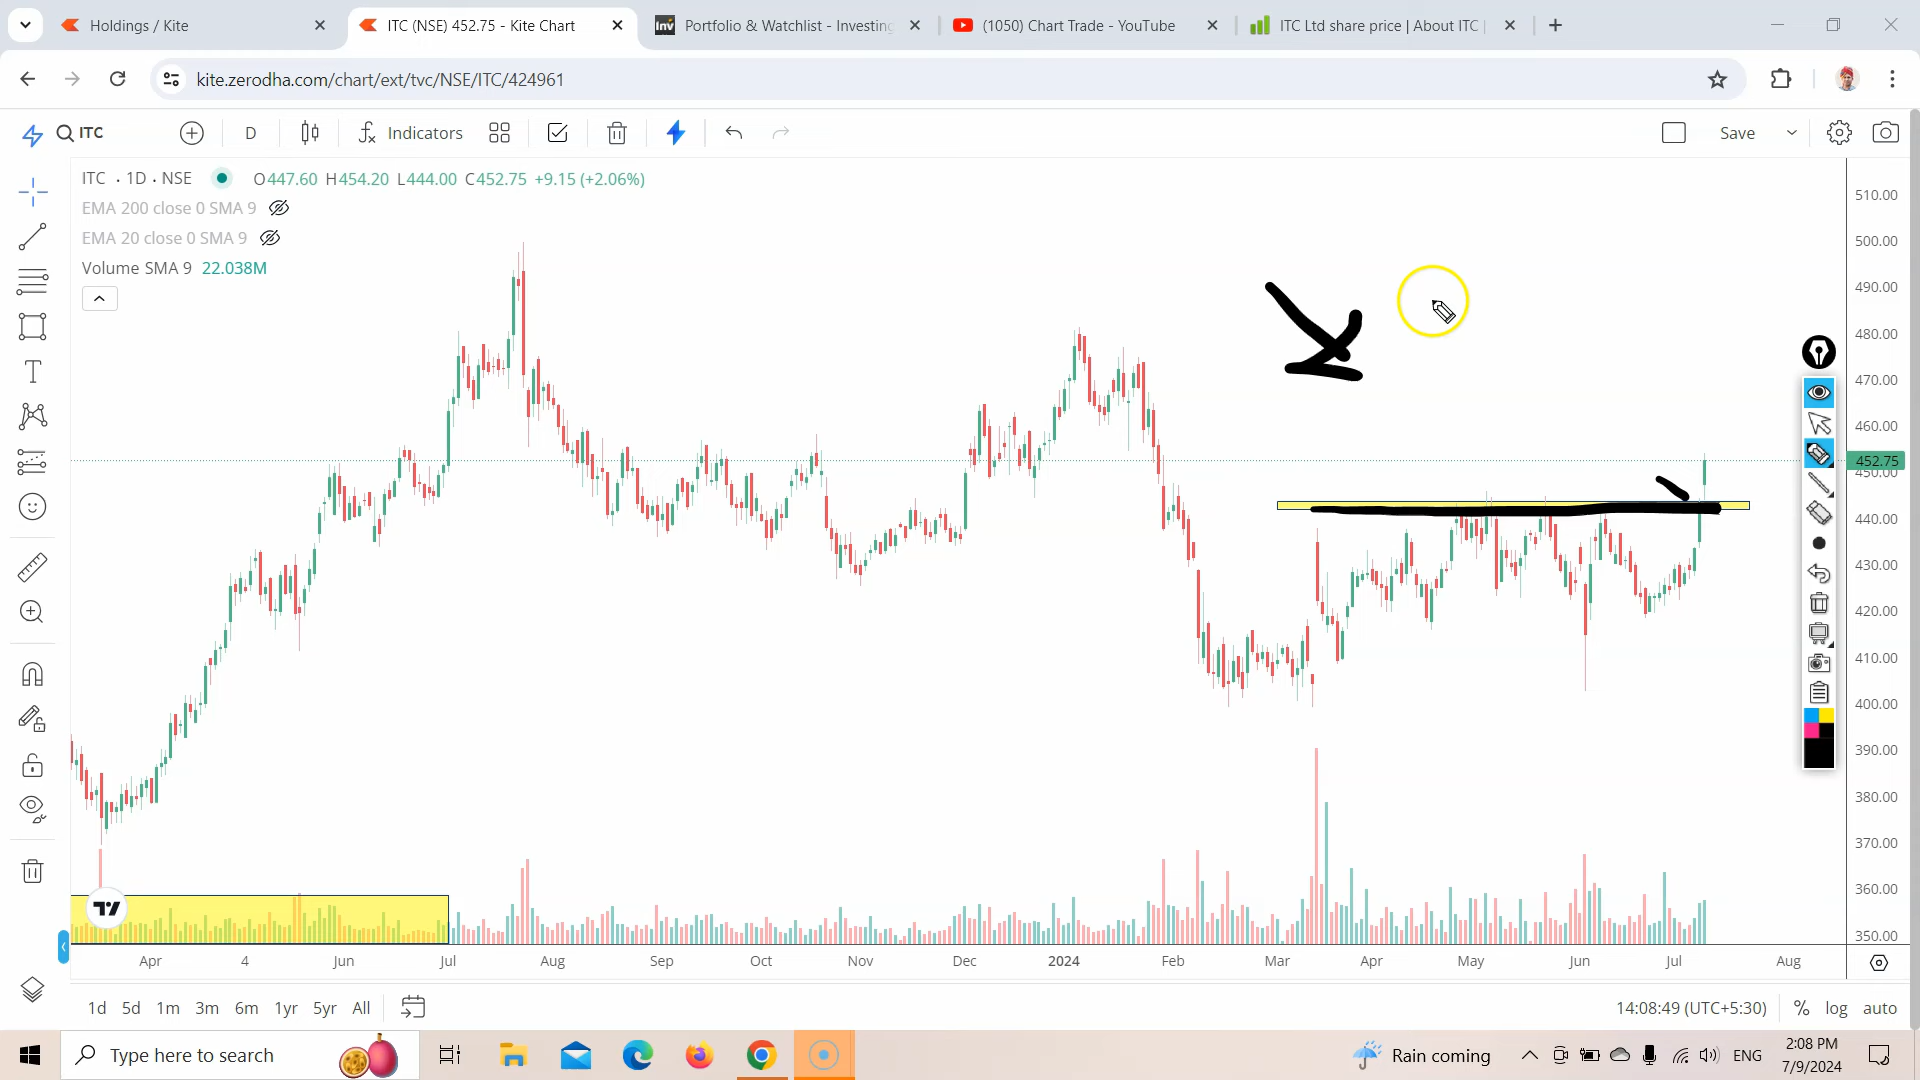 Holdings / Kite
ITC (NSE) 452.75 - Kite Chart
Inv
Portfolio & Watchlist - Investing
(1050) Chart Trade - YouTube
ITC Ltd share price | About ITC |
kite.zerodha.com/chart/ext/tvc/NSE/ITC/424961
ITC
D
Indicators
Save
ITC · 1D · NSE O447.60 H454.20 L444.00 C452.75 +9.15 (+2.06%)
EMA 200 close 0 SMA 9
EMA 20 close 0 SMA 9
Volume SMA 9 22.038M
510.00
500.00
490.00
480.00
470.00
460.00
452.75
450.00
440.00
430.00
420.00
410.00
400.00
390.00
380.00
370.00
360.00
350.00
Apr 4 Jun Jul Aug Sep Oct Nov Dec 2024 Feb Mar Apr May Jun Jul Aug
1d 5d 1m 3m 6m 1yr 5yr All
14:08:49 (UTC+5:30) % log auto
Type here to search
Rain coming
ENG
2:08 PM
7/9/2024